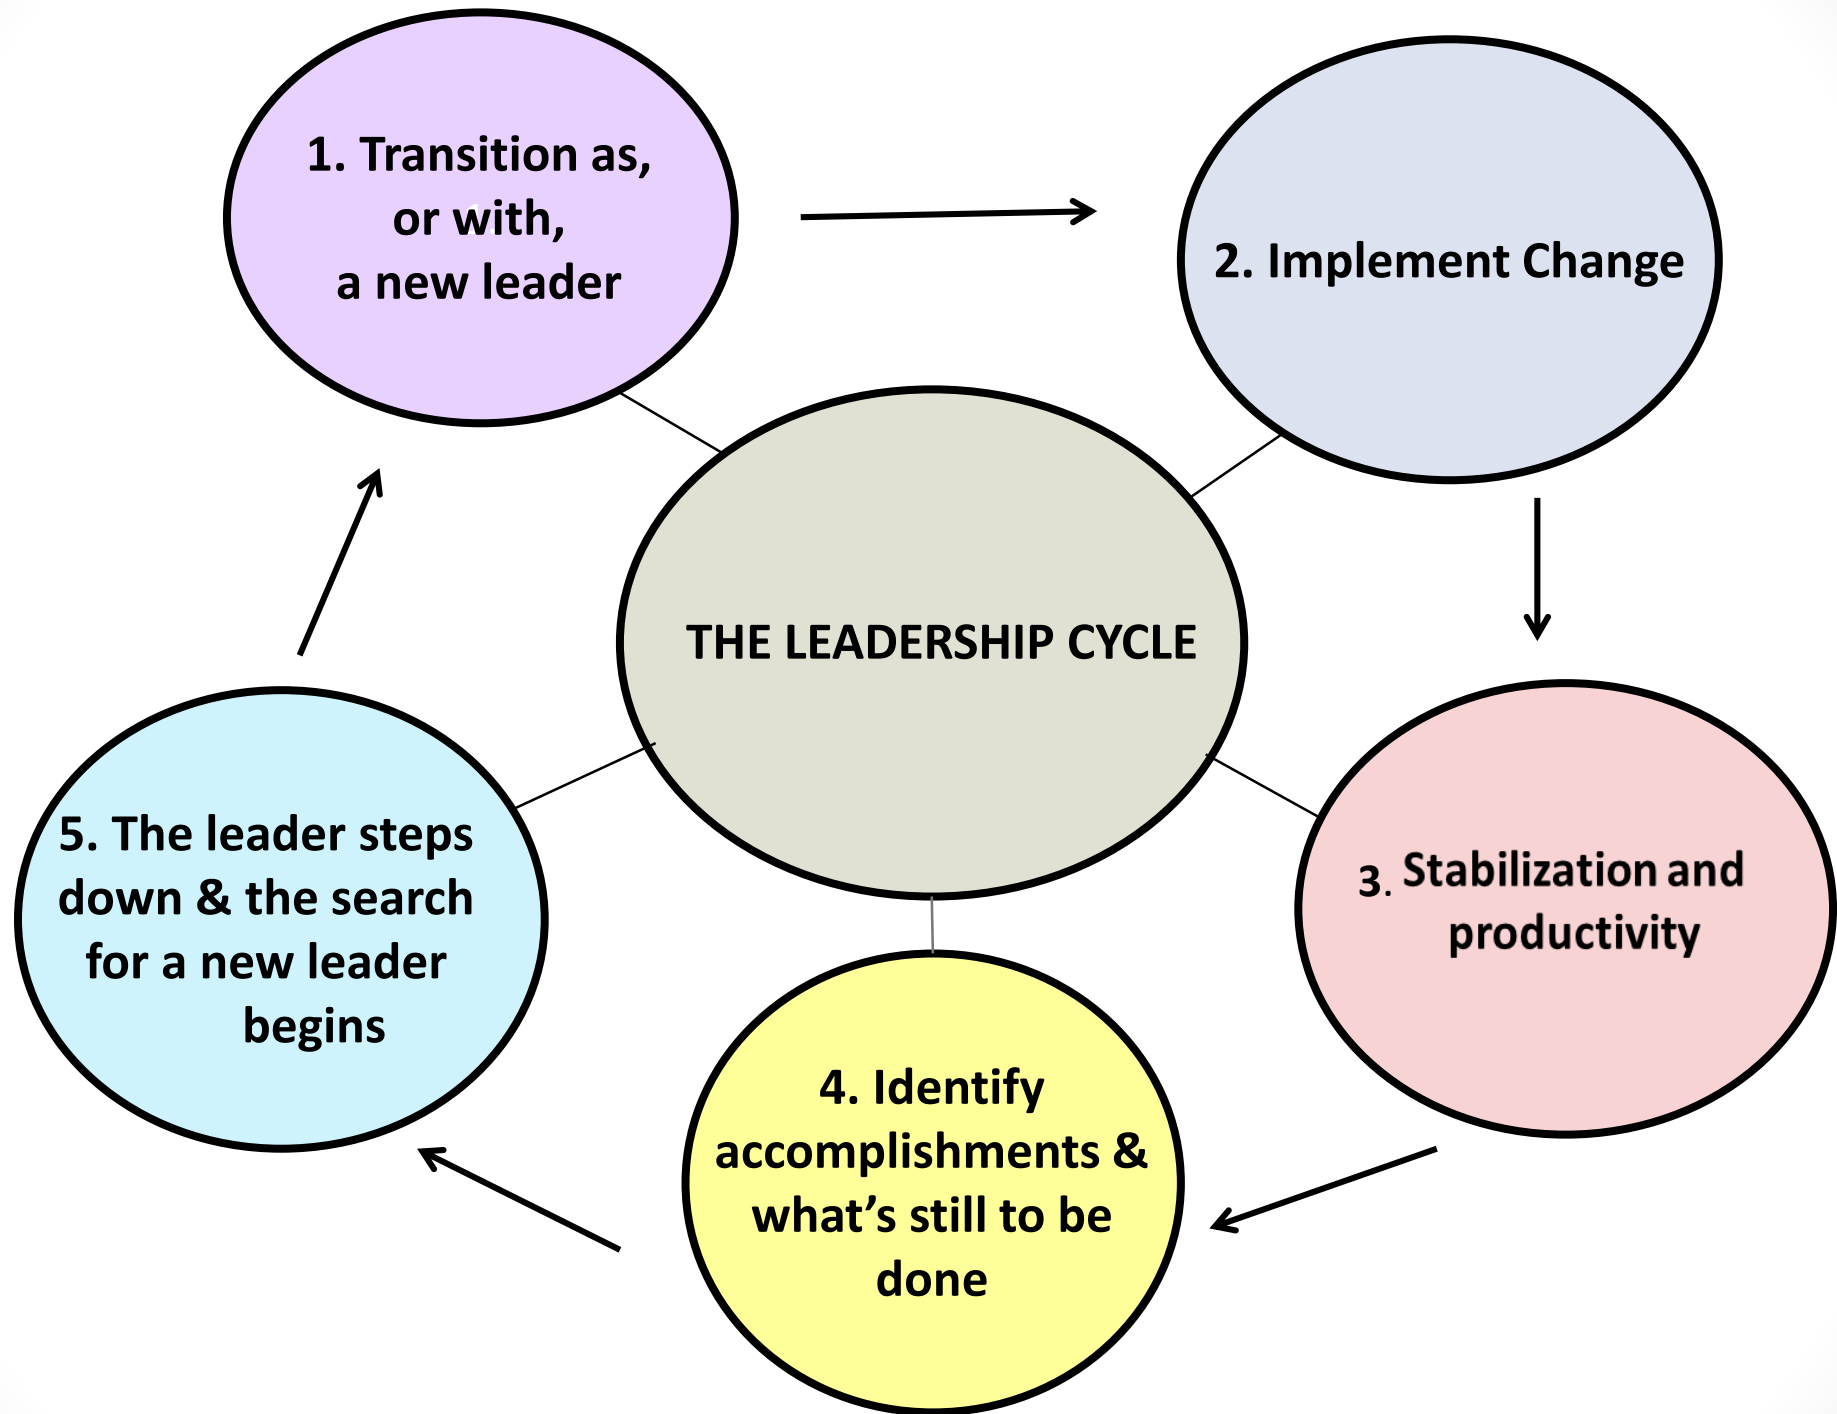 1. Transition as,
or with,
a new leader
2. Implement Change
THE LEADERSHIP CYCLE
3. Stabilization and
productivity
4. Identify
accomplishments &
what’s still to be
done
5. The leader steps
down & the search
for a new leader
begins